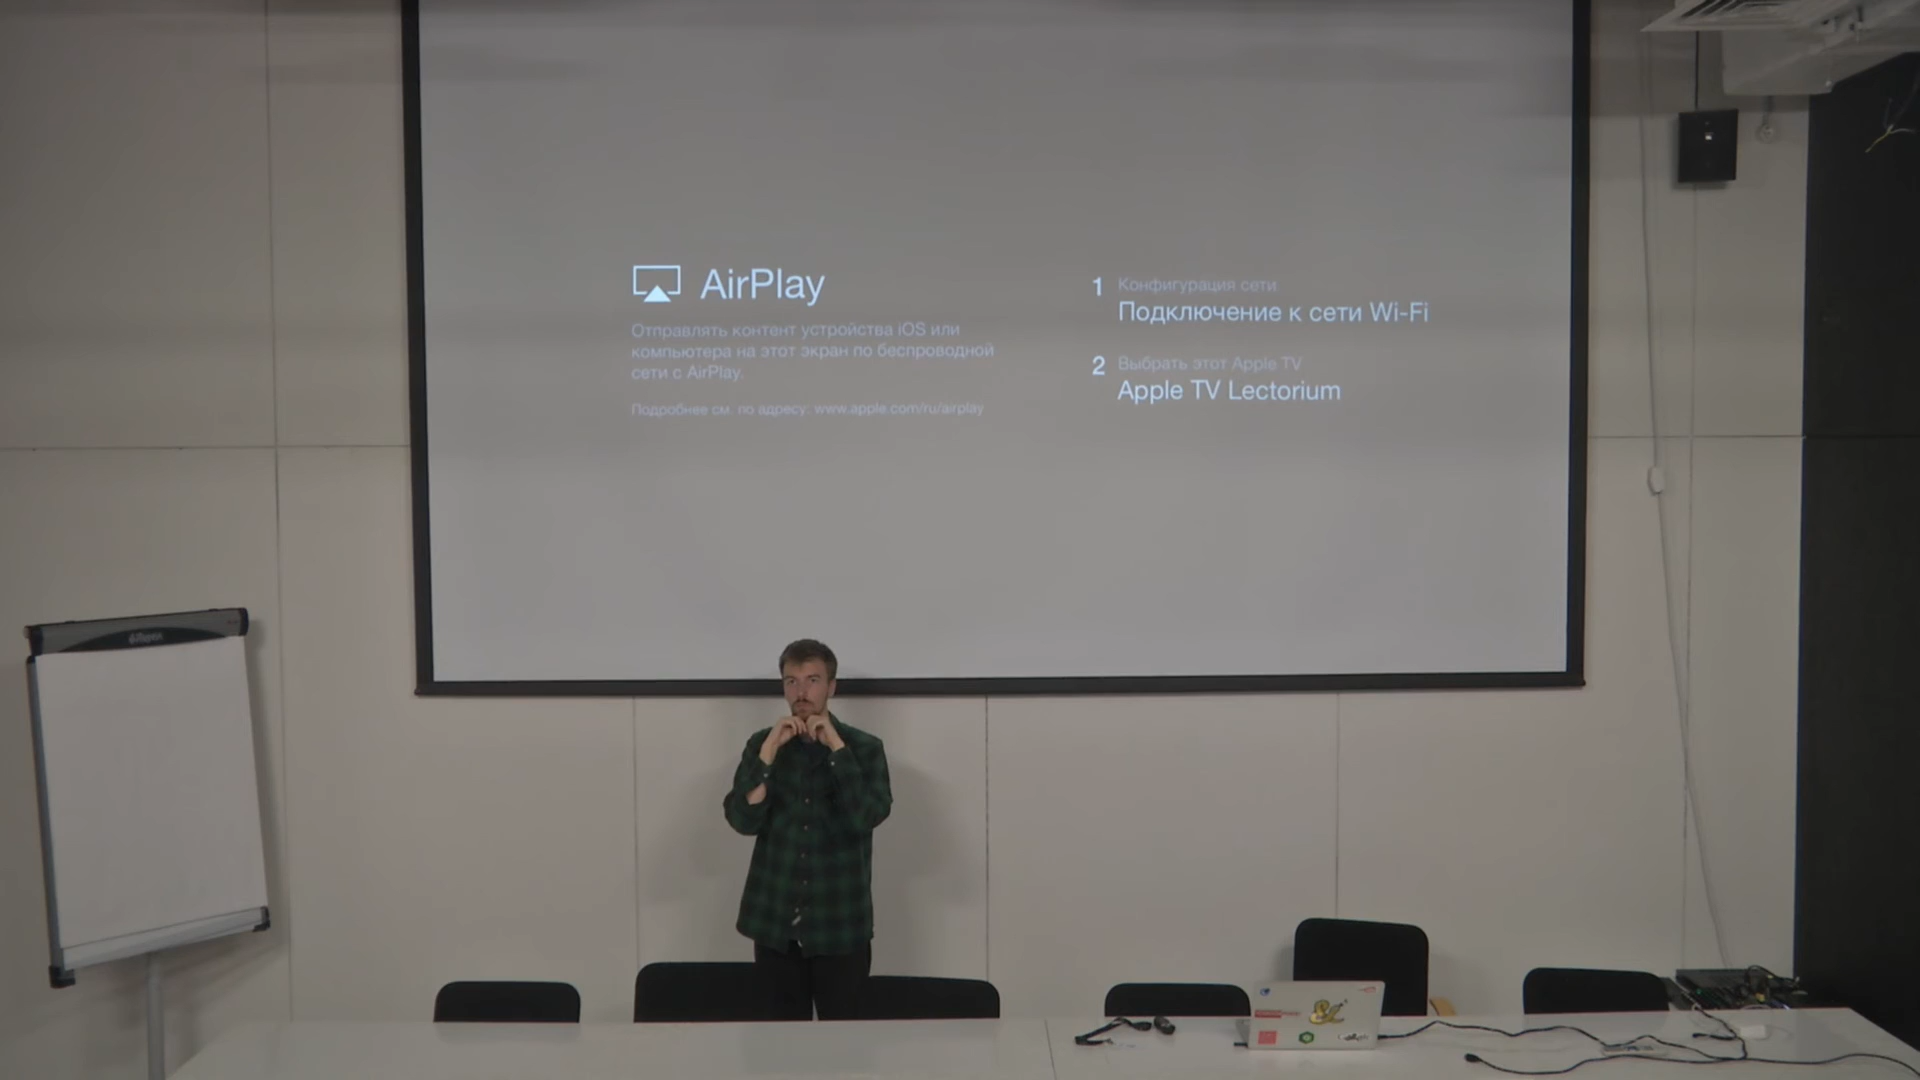 AirPlay
Отправлять контент устройства iOS или
компьютера на этот экран по беспроводной
сети с AirPlay.
Подробнее см. по адресу: www.apple.com/ru/airplay
1 Конфигурация сети
Подключение к сети Wi-Fi
2 Выбрать этот Apple TV
Apple TV Lectorium